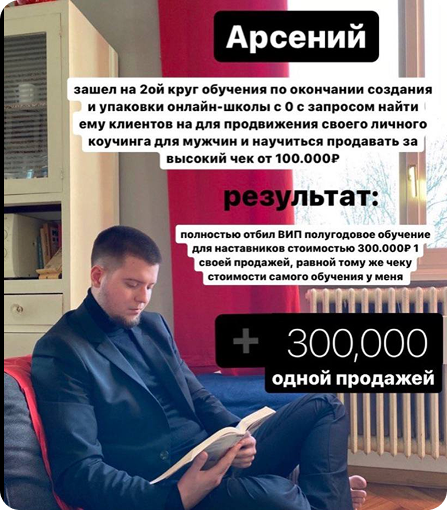 Арсений
зашел на 2ой круг обучения по окончании создания
и упаковки онлайн-школы с 0 с запросом найти
ему клиентов на для продвижения своего личного
коучинга для мужчин и научиться продавать за
высокий чек от 100.000₽
результат:
полностью отбил ВИП полугодовое обучение
для наставников стоимостью 300.000₽ 1
своей продажей, равной тому же чеку
стоимости самого обучения у меня
+ 300,000
одной продажей